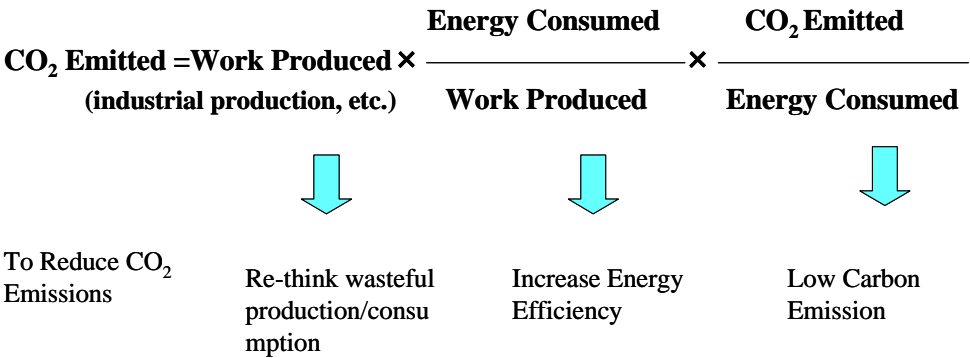 Energy Consumed
CO₂ Emitted
CO₂ Emitted =Work Produced × ×
(industrial production, etc.)
Work Produced
Energy Consumed
To Reduce CO₂
Emissions
Re-think wasteful
production/consu
mption
Increase Energy
Efficiency
Low Carbon
Emission